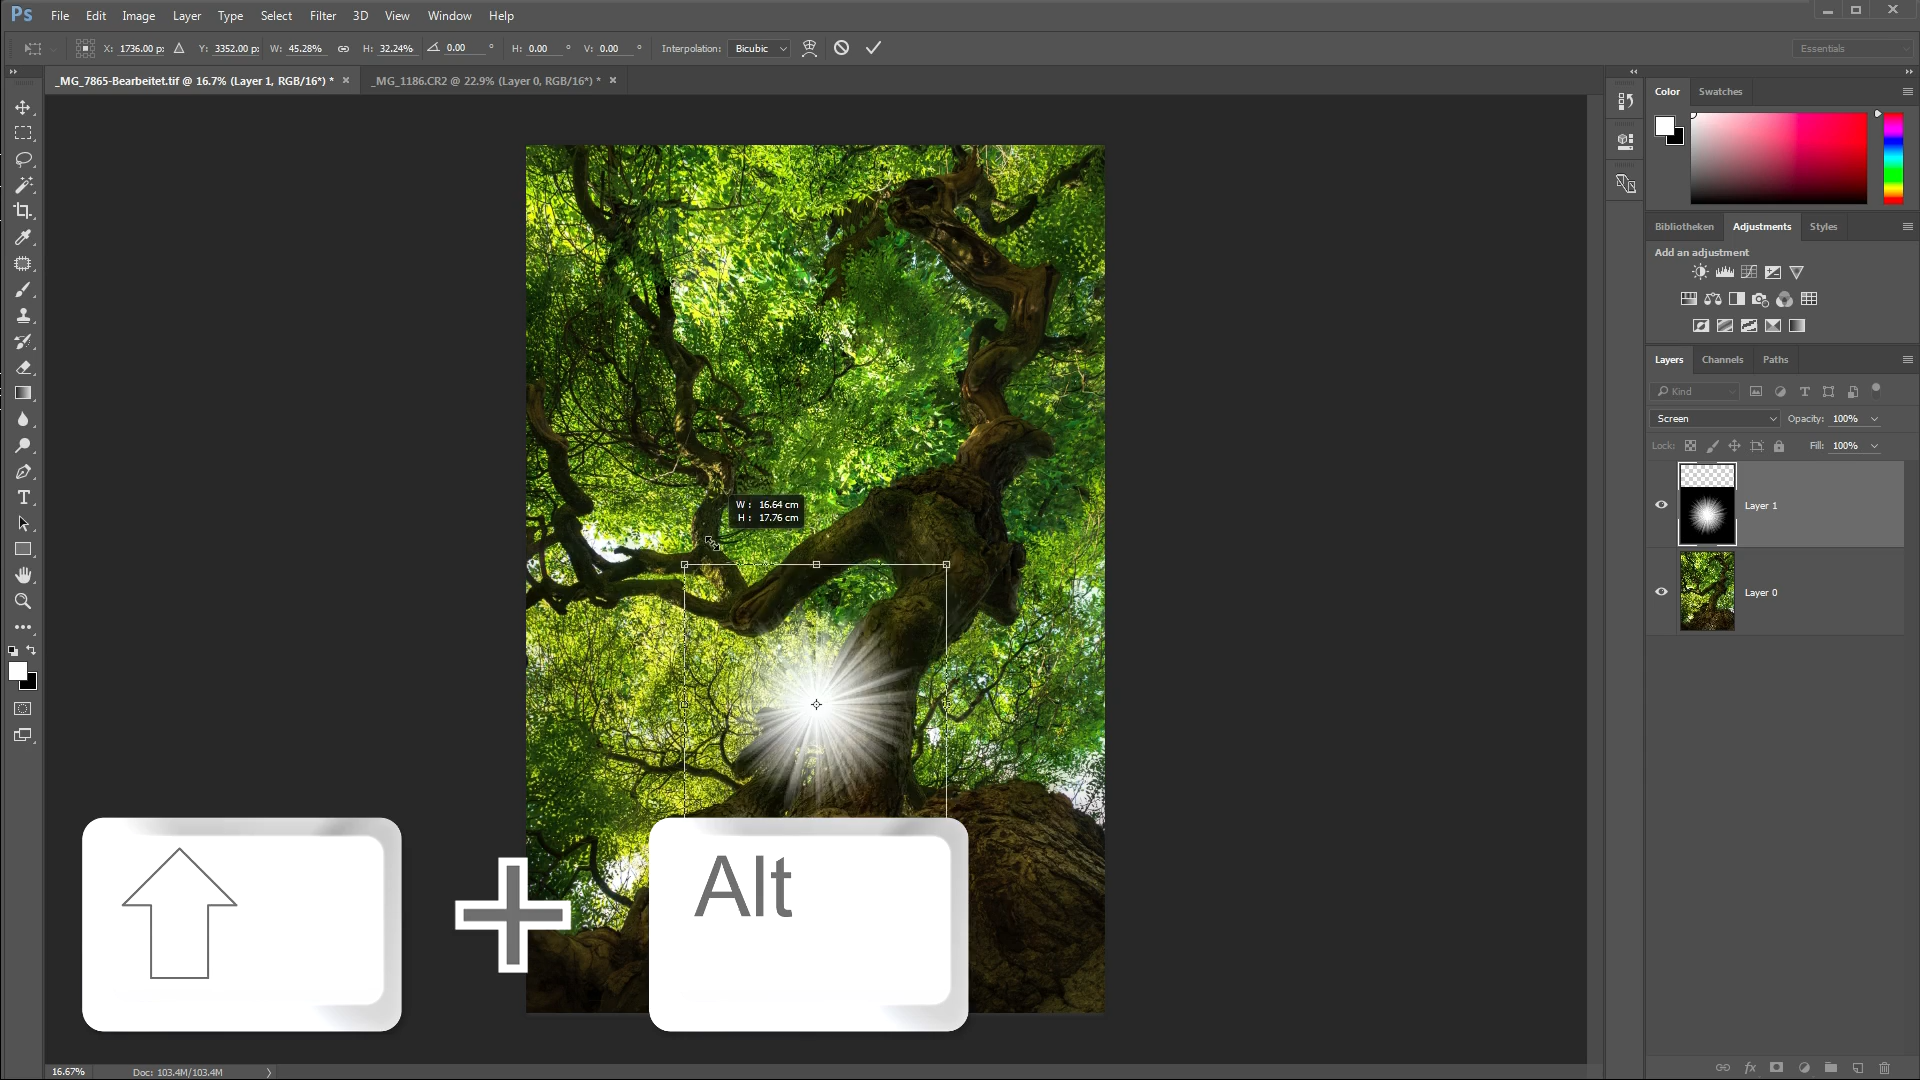 Ps File Edit Image Layer Type Select Filter 3D View Window Help
X: 1736.00 p: Y: 3352.00 p: W: 45.28% H: 32.24% 0.00 ° H: 0.00 ° V: 0.00 ° Interpolation: Bicubic Essentials
_MG_7865-Bearbeitet.tif @ 16.7% (Layer 1, RGB/16*) * × _MG_1186.CR2 @ 22.9% (Layer 0, RGB/16*) * ×
Color Swatches
Bibliotheken Adjustments Styles
Add an adjustment
Layers Channels Paths
Kind
Screen Opacity: 100%
Lock: Fill: 100%
Layer 1
Layer 0
W : 16.64 cm
H : 17.76 cm
Alt
16.67% Doc: 103.4M/103.4M